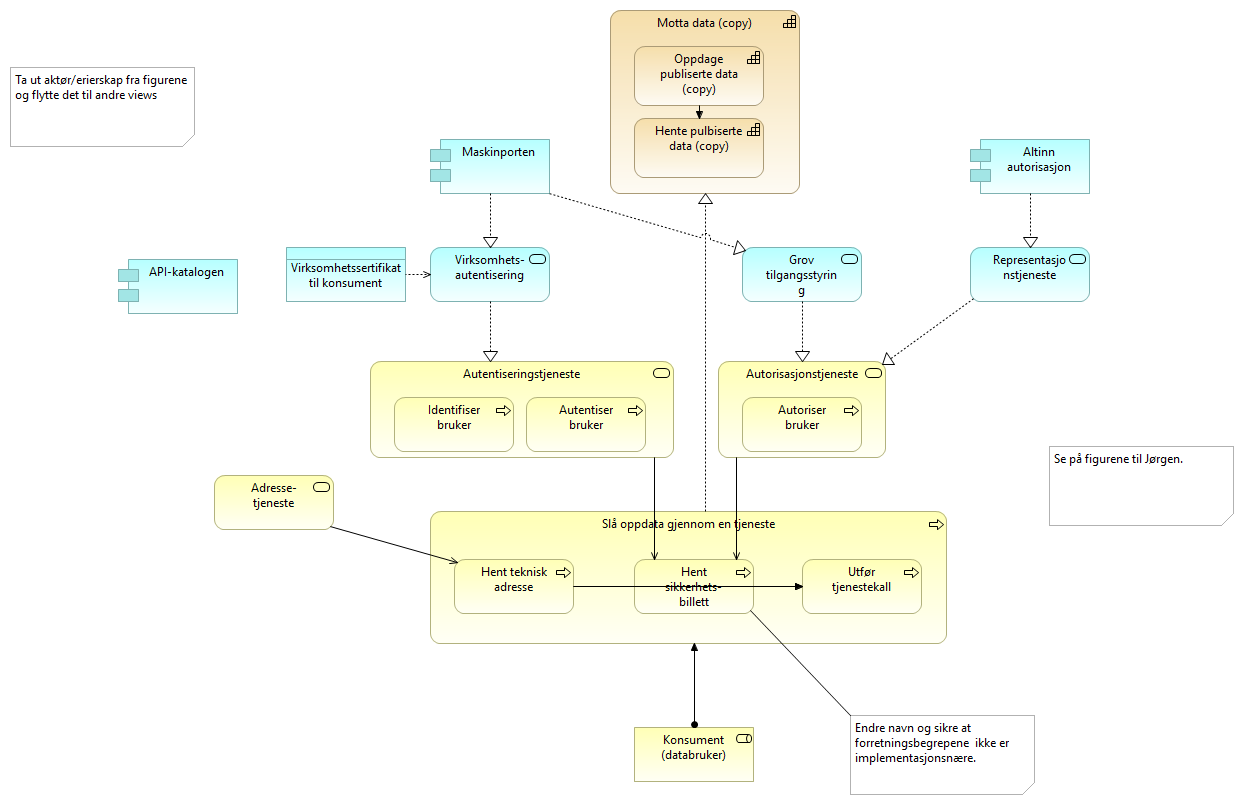 Motta data (copy)
Oppdage
publiserte data
(copy)
Hente pulbiserte
data (copy)
Ta ut aktør/erierskap fra figurene
og flytte det til andre views
Maskinporten
Altinn
autorisasjon
API-katalogen
Virksomhetssertifikat
til konsument
Virksomhets-
autentisering
Grov
tilgangsstyrin
g
Representasjo
nstjeneste
Autentiseringstjeneste
Identifiser
bruker
Autentiser
bruker
Autorisasjonstjeneste
Autoriser
bruker
Se på figurene til Jørgen.
Adresse-
tjeneste
Slå oppdata gjennom en tjeneste
Hent teknisk
adresse
Hent
sikkerhets-
billett
Utfør
tjenestekall
Endre navn og sikre at
forretningsbegrepene  ikke er
implementasjonsnære.
Konsument
(databruker)